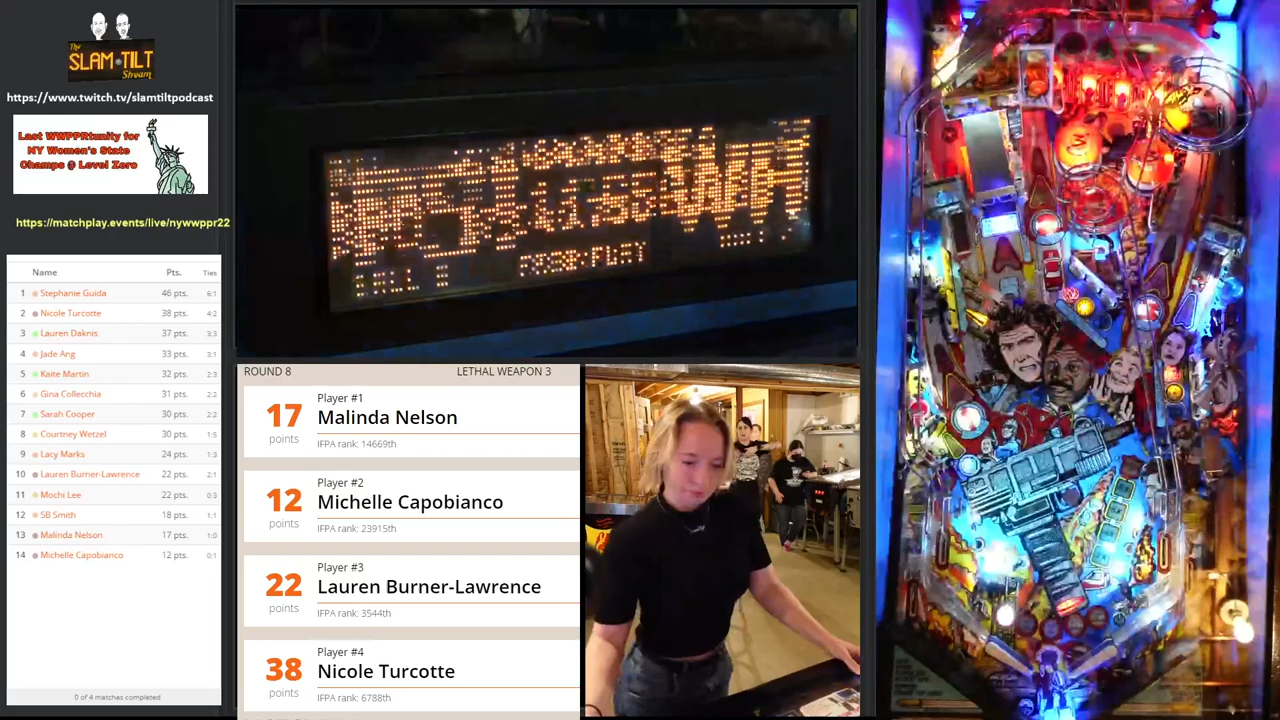 The
SLAM TILT
Stream
https://www.twitch.tv/slamtiltpodcast
Last WWPPRtunity for
NY Women's State
Champs @ Level Zero
https://matchplay.events/live/nywwppr22
Name Pts. Ties
1 Stephanie Guida 46 pts. 6:1
2 Nicole Turcotte 38 pts. 4:2
3 Lauren Daknis 37 pts. 3:3
4 Jade Ang 33 pts. 3:1
5 Kaite Martin 32 pts. 2:3
6 Gina Collecchia 31 pts. 2:2
7 Sarah Cooper 30 pts. 2:2
8 Courtney Wetzel 30 pts. 1:5
9 Lacy Marks 24 pts. 1:3
10 Lauren Burner-Lawrence 22 pts. 2:1
11 Mochi Lee 22 pts. 0:3
12 SB Smith 18 pts. 1:1
13 Malinda Nelson 17 pts. 1:0
14 Michelle Capobianco 12 pts. 0:1
0 of 4 matches completed
FREE PLAY
ROUND 8 LETHAL WEAPON 3
Player #1
17 points Malinda Nelson
IFPA rank: 14669th
Player #2
12 points Michelle Capobianco
IFPA rank: 23915th
Player #3
22 points Lauren Burner-Lawrence
IFPA rank: 3544th
Player #4
38 points Nicole Turcotte
IFPA rank: 6788th